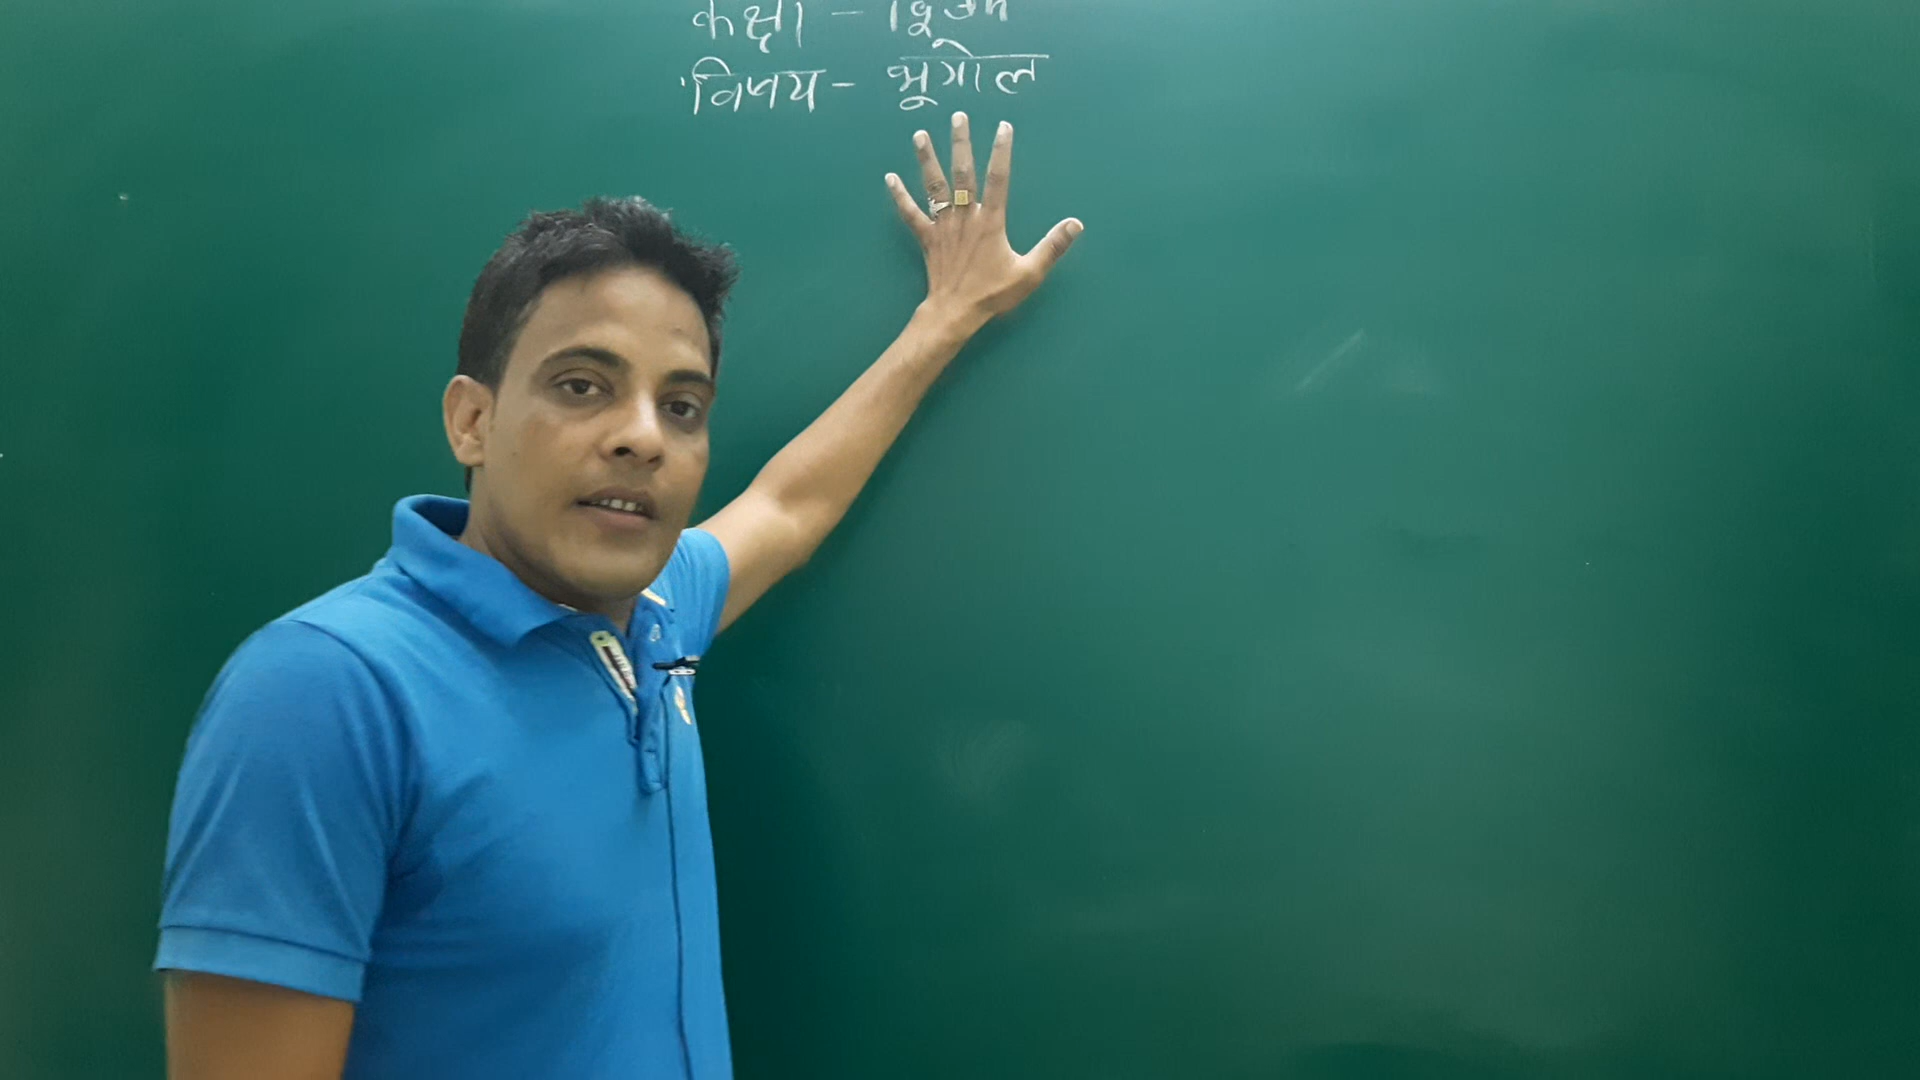 कक्षा -
विषय - भूगोल